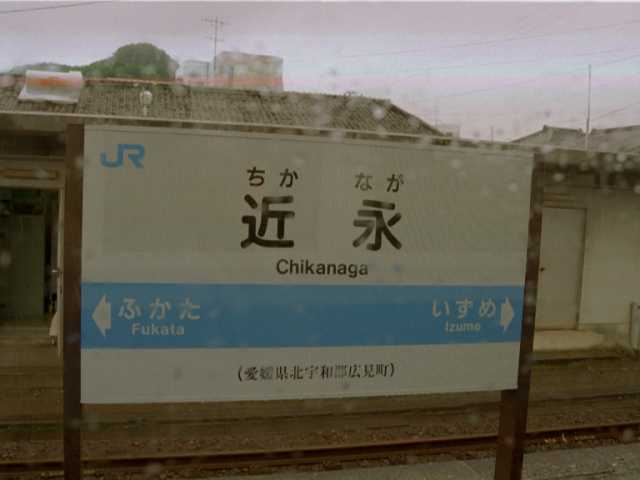 JR
ちか なが
近永
Chikanaga
ふかた いずめ
Fukata Izume
(愛媛県北宇和郡広見町)